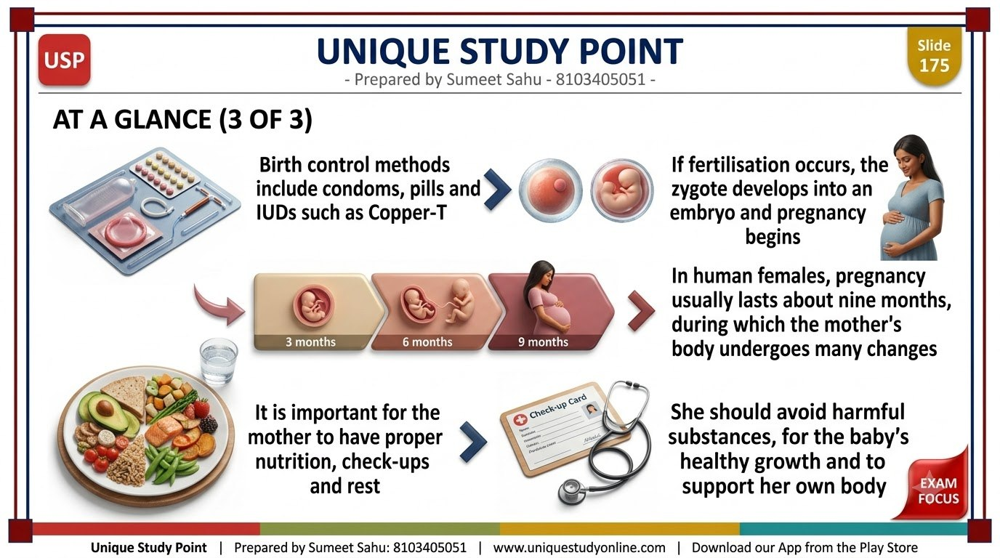 USP
UNIQUE STUDY POINT
- Prepared by Sumeet Sahu - 8103405051 -
Slide
175
AT A GLANCE (3 OF 3)
Birth control methods
include condoms, pills and
IUDs such as Copper-T
If fertilisation occurs, the
zygote develops into an
embryo and pregnancy
begins
3 months
6 months
9 months
In human females, pregnancy
usually lasts about nine months,
during which the mother's
body undergoes many changes
It is important for the
mother to have proper
nutrition, check-ups
and rest
Check-up Card
She should avoid harmful
substances, for the baby’s
healthy growth and to
support her own body
EXAM
FOCUS
Unique Study Point | Prepared by Sumeet Sahu: 8103405051 | www.uniquestudyonline.com | Download our App from the Play Store